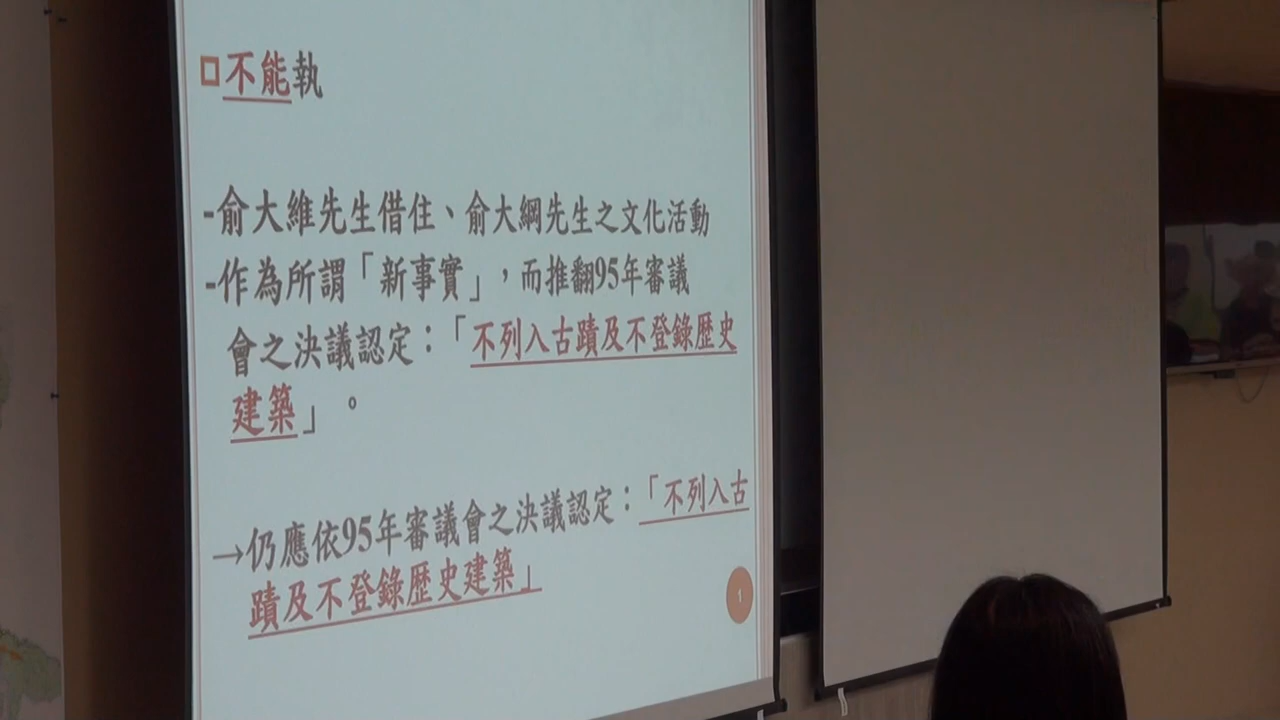 不能執
-俞大維先生借住、俞大綱先生之文化活動
-作為所謂「新事實」，而推翻95年審議
會之決議認定：「不列入古蹟及不登錄歷史
建築」。
→仍應依95年審議會之決議認定：「不列入古
蹟及不登錄歷史建築」
1